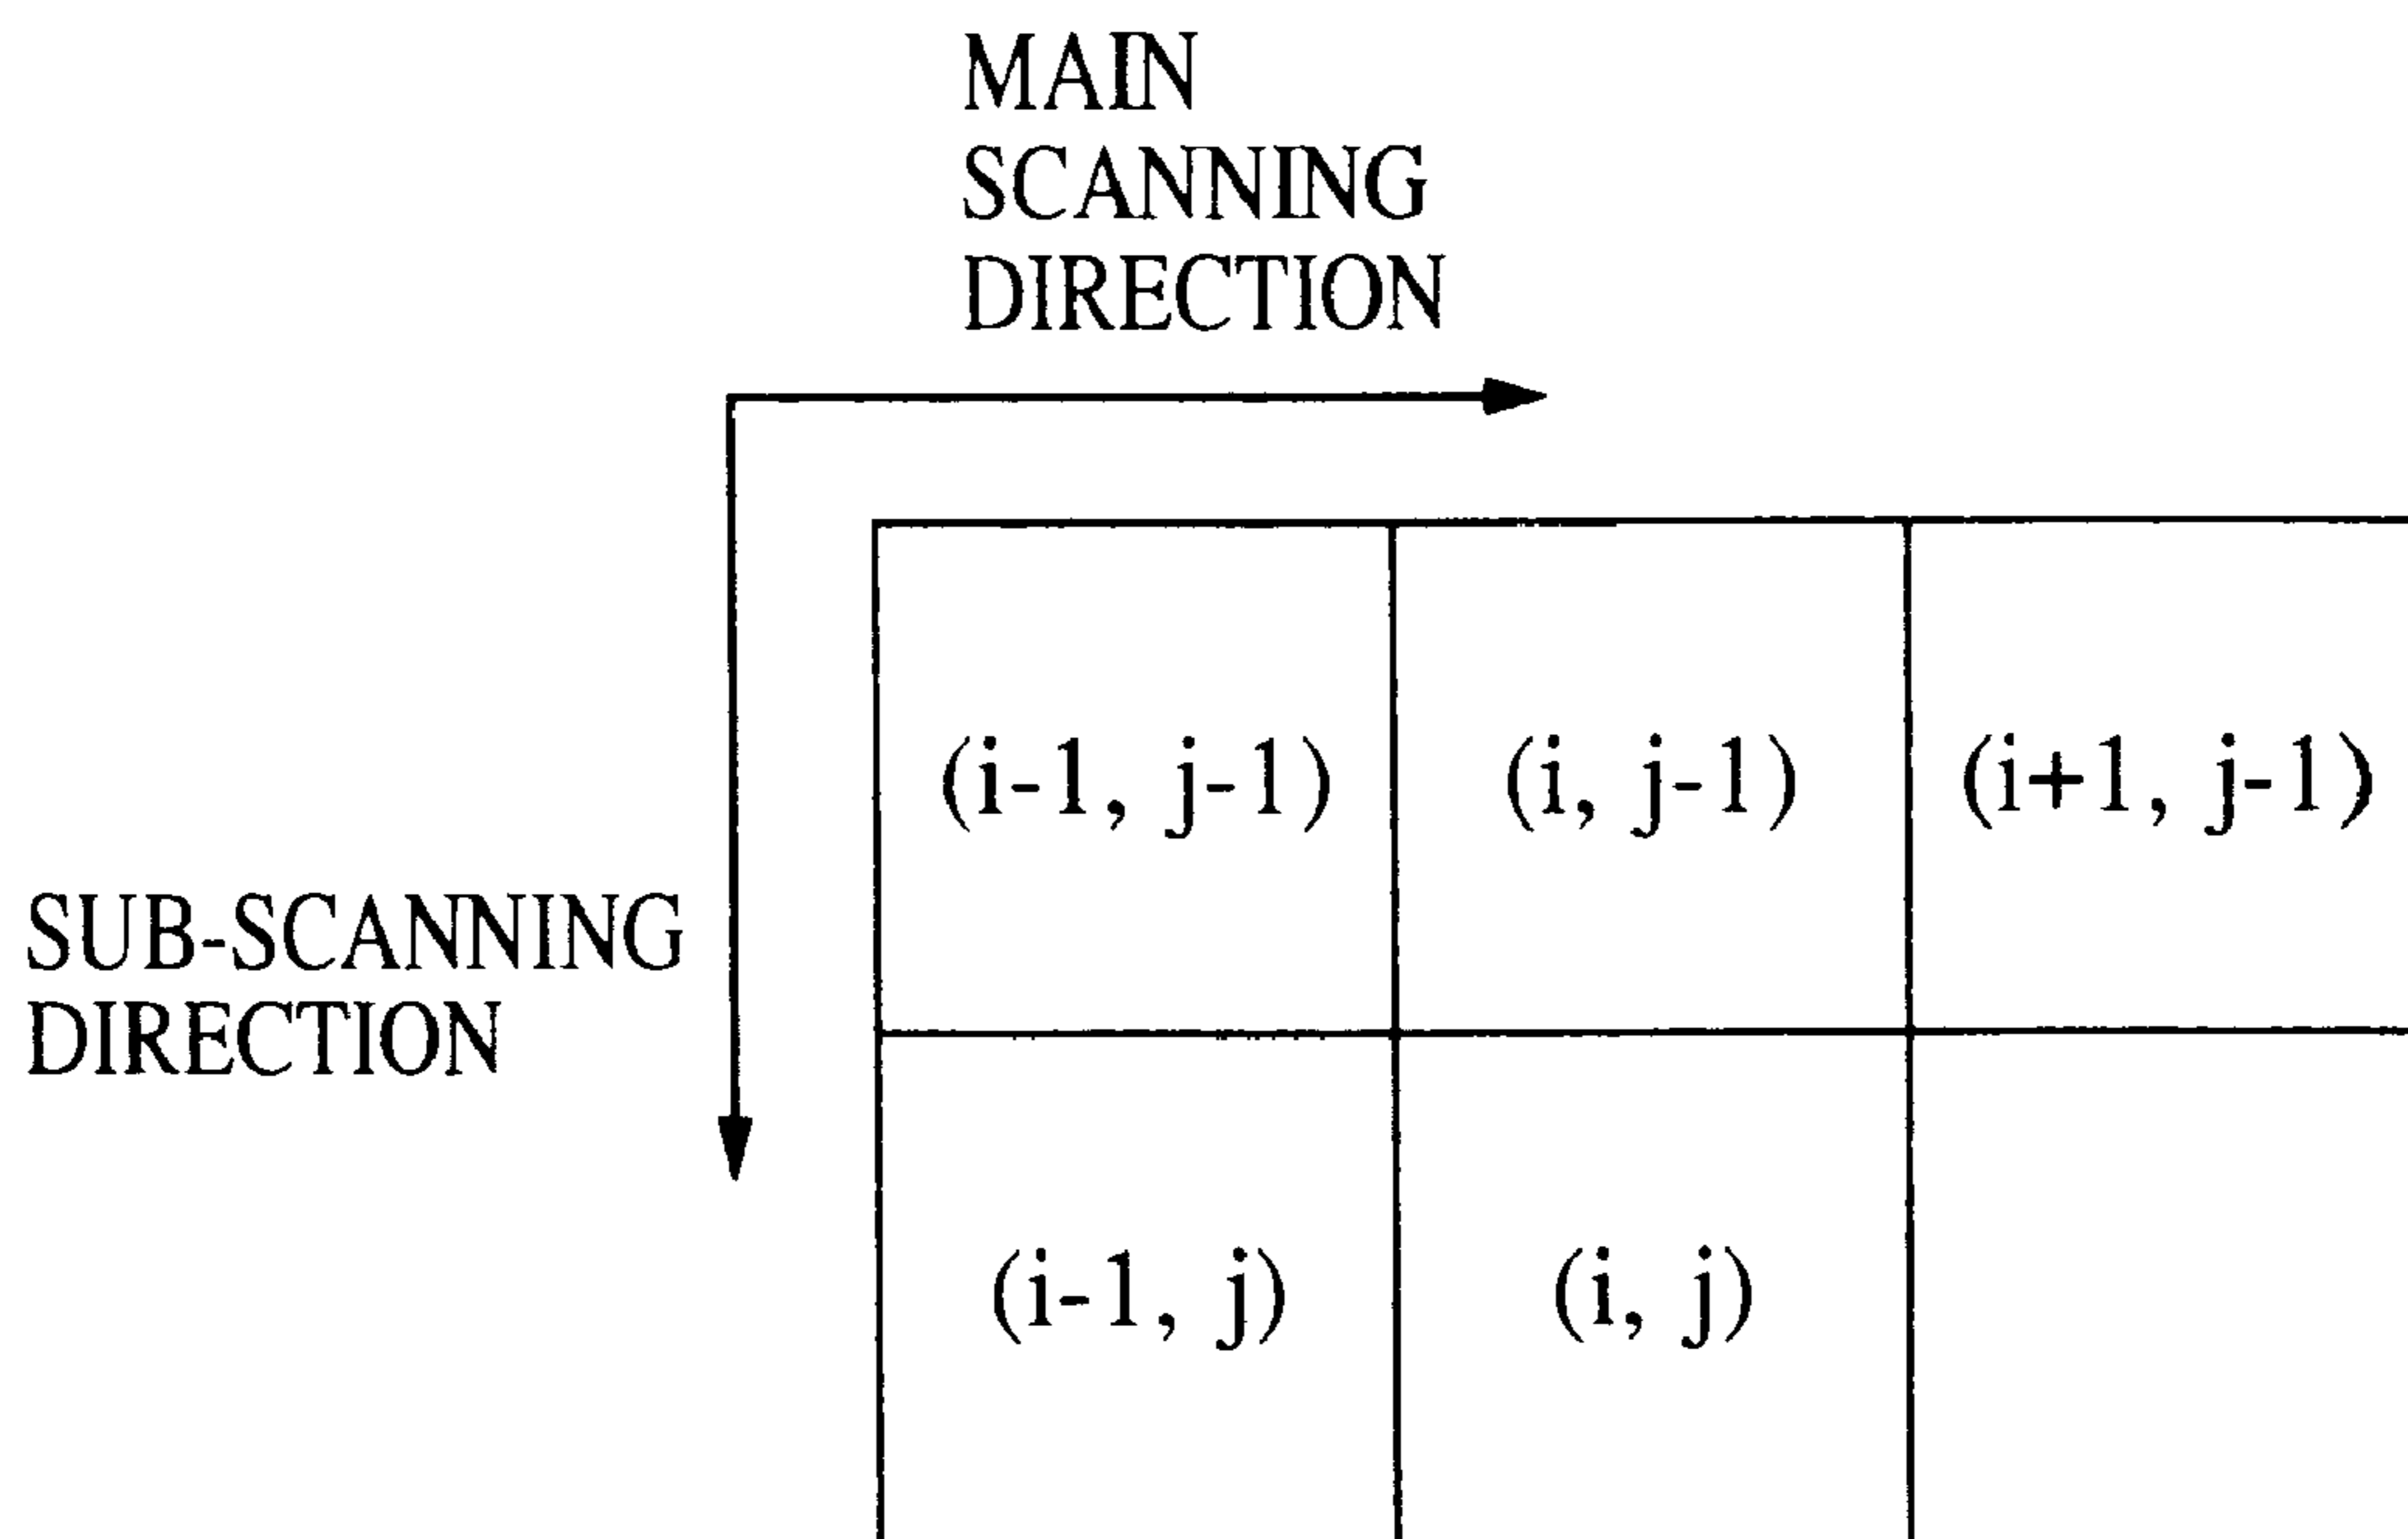 MAIN
SCANNING
DIRECTION
(i-1, j-1) (i, j-1) (i+1, j-1)
SUB-SCANNING
DIRECTION
(i-1, j) (i, j)